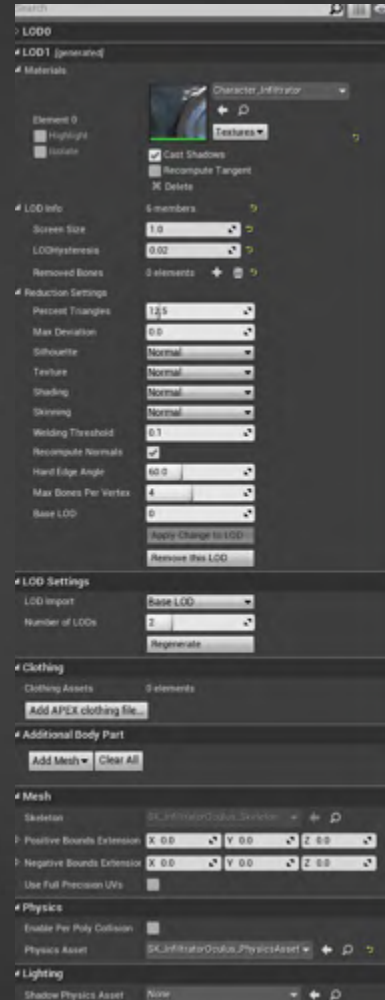 Search
LOD0
LOD1 [generated]
Materials
Element 0
Highlight
Isolate
Character_Infiltrator
Textures
Cast Shadows
Recompute Tangent
Delete
LOD Info 6 members
Screen Size 1.0
LODHysteresis 0.02
Removed Bones 0 elements
Reduction Settings
Percent Triangles 12.5
Max Deviation 0.0
Silhouette Normal
Texture Normal
Shading Normal
Skinning Normal
Welding Threshold 0.1
Recompute Normals
Hard Edge Angle 60.0
Max Bones Per Vertex 4
Base LOD 0
Apply Change to LOD
Remove this LOD
LOD Settings
LOD Import Base LOD
Number of LODs 2
Regenerate
Clothing
Clothing Assets 0 elements
Add APEX clothing file...
Additional Body Part
Add Mesh Clear All
Mesh
Skeleton SK_InfiltratorOculus_Skeleton
Positive Bounds Extension X 0.0 Y 0.0 Z 0.0
Negative Bounds Extension X 0.0 Y 0.0 Z 0.0
Use Full Precision UVs
Physics
Enable Per Poly Collision
Physics Asset SK_InfiltratorOculus_PhysicsAsset
Lighting
Shadow Physics Asset None